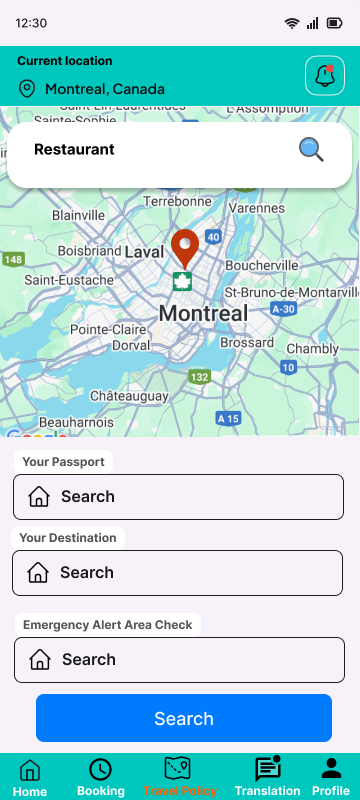 12:30
Current location
Montreal, Canada
Saint-Lin-Laurentides
L'Assomption
Sainte-Sophie
Restaurant
Terrebonne
Varennes
Blainville
40
Boisbriand
Laval
148
Boucherville
Saint-Eustache
St-Bruno-de-Montarvill
Montreal
A-30
Pointe-Claire
Dorval
Brossard
Chambly
10
132
Châteauguay
A 15
Beauharnois
Google
Your Passport
Search
Your Destination
Search
Emergency Alert Area Check
Search
Search
Home
Booking
Travel Policy
Translation
Profile